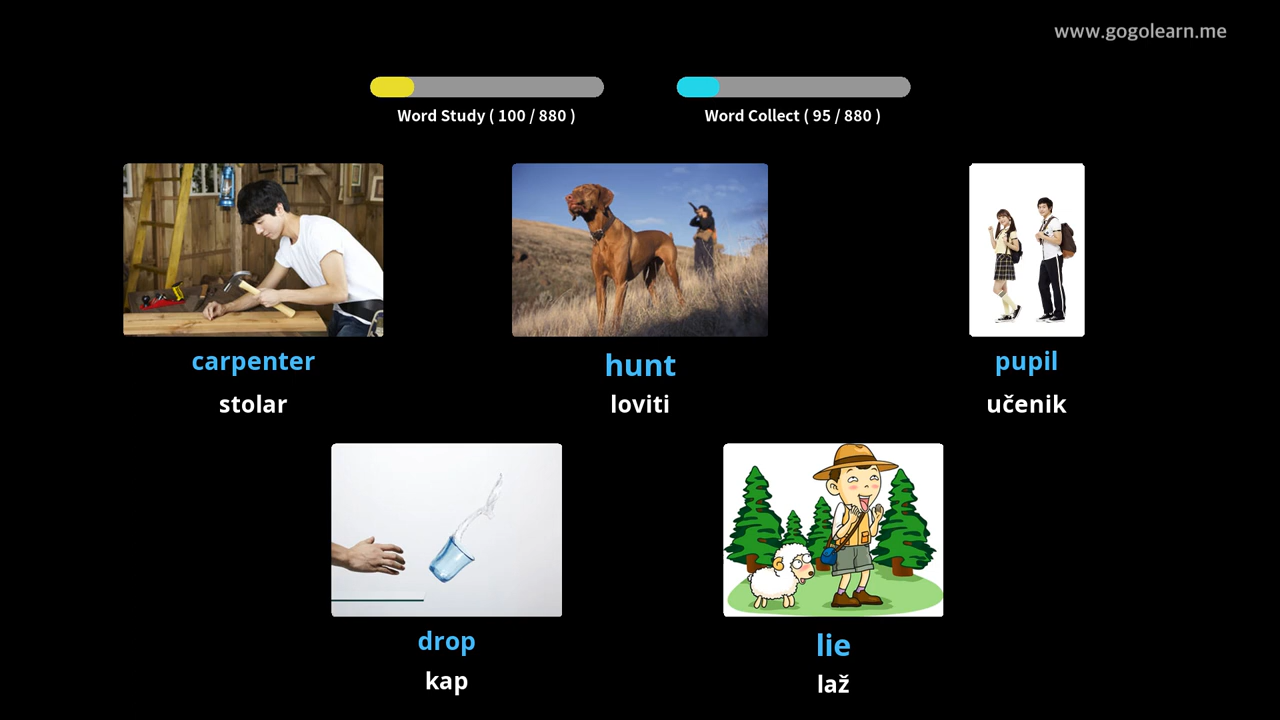 www.gogolearn.me
Word Study ( 100 / 880 )
Word Collect ( 95 / 880 )
carpenter
stolar
hunt
loviti
pupil
učenik
drop
kap
lie
laž